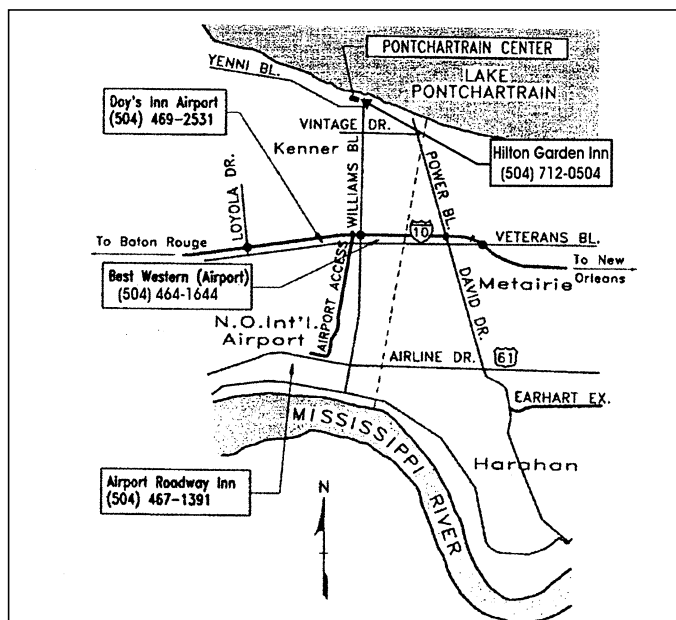 PONTCHARTRAIN CENTER
YENNI BL.
LAKE
PONTCHARTRAIN
Day's Inn Airport
(504) 469-2531
VINTAGE DR.
Kenner
Hilton Garden Inn
(504) 712-0504
LOYOLA DR.
WILLIAMS BL.
POWER BL.
10
VETERANS BL.
To Baton Rouge
To New
Orleans
Best Western (Airport)
(504) 464-1644
AIRPORT ACCESS
Metairie
DAVID DR.
N.O.Int'l.
Airport
AIRLINE DR.
61
EARHART EX.
MISSISSIPPI RIVER
Harahan
Airport Roadway Inn
(504) 467-1391
N